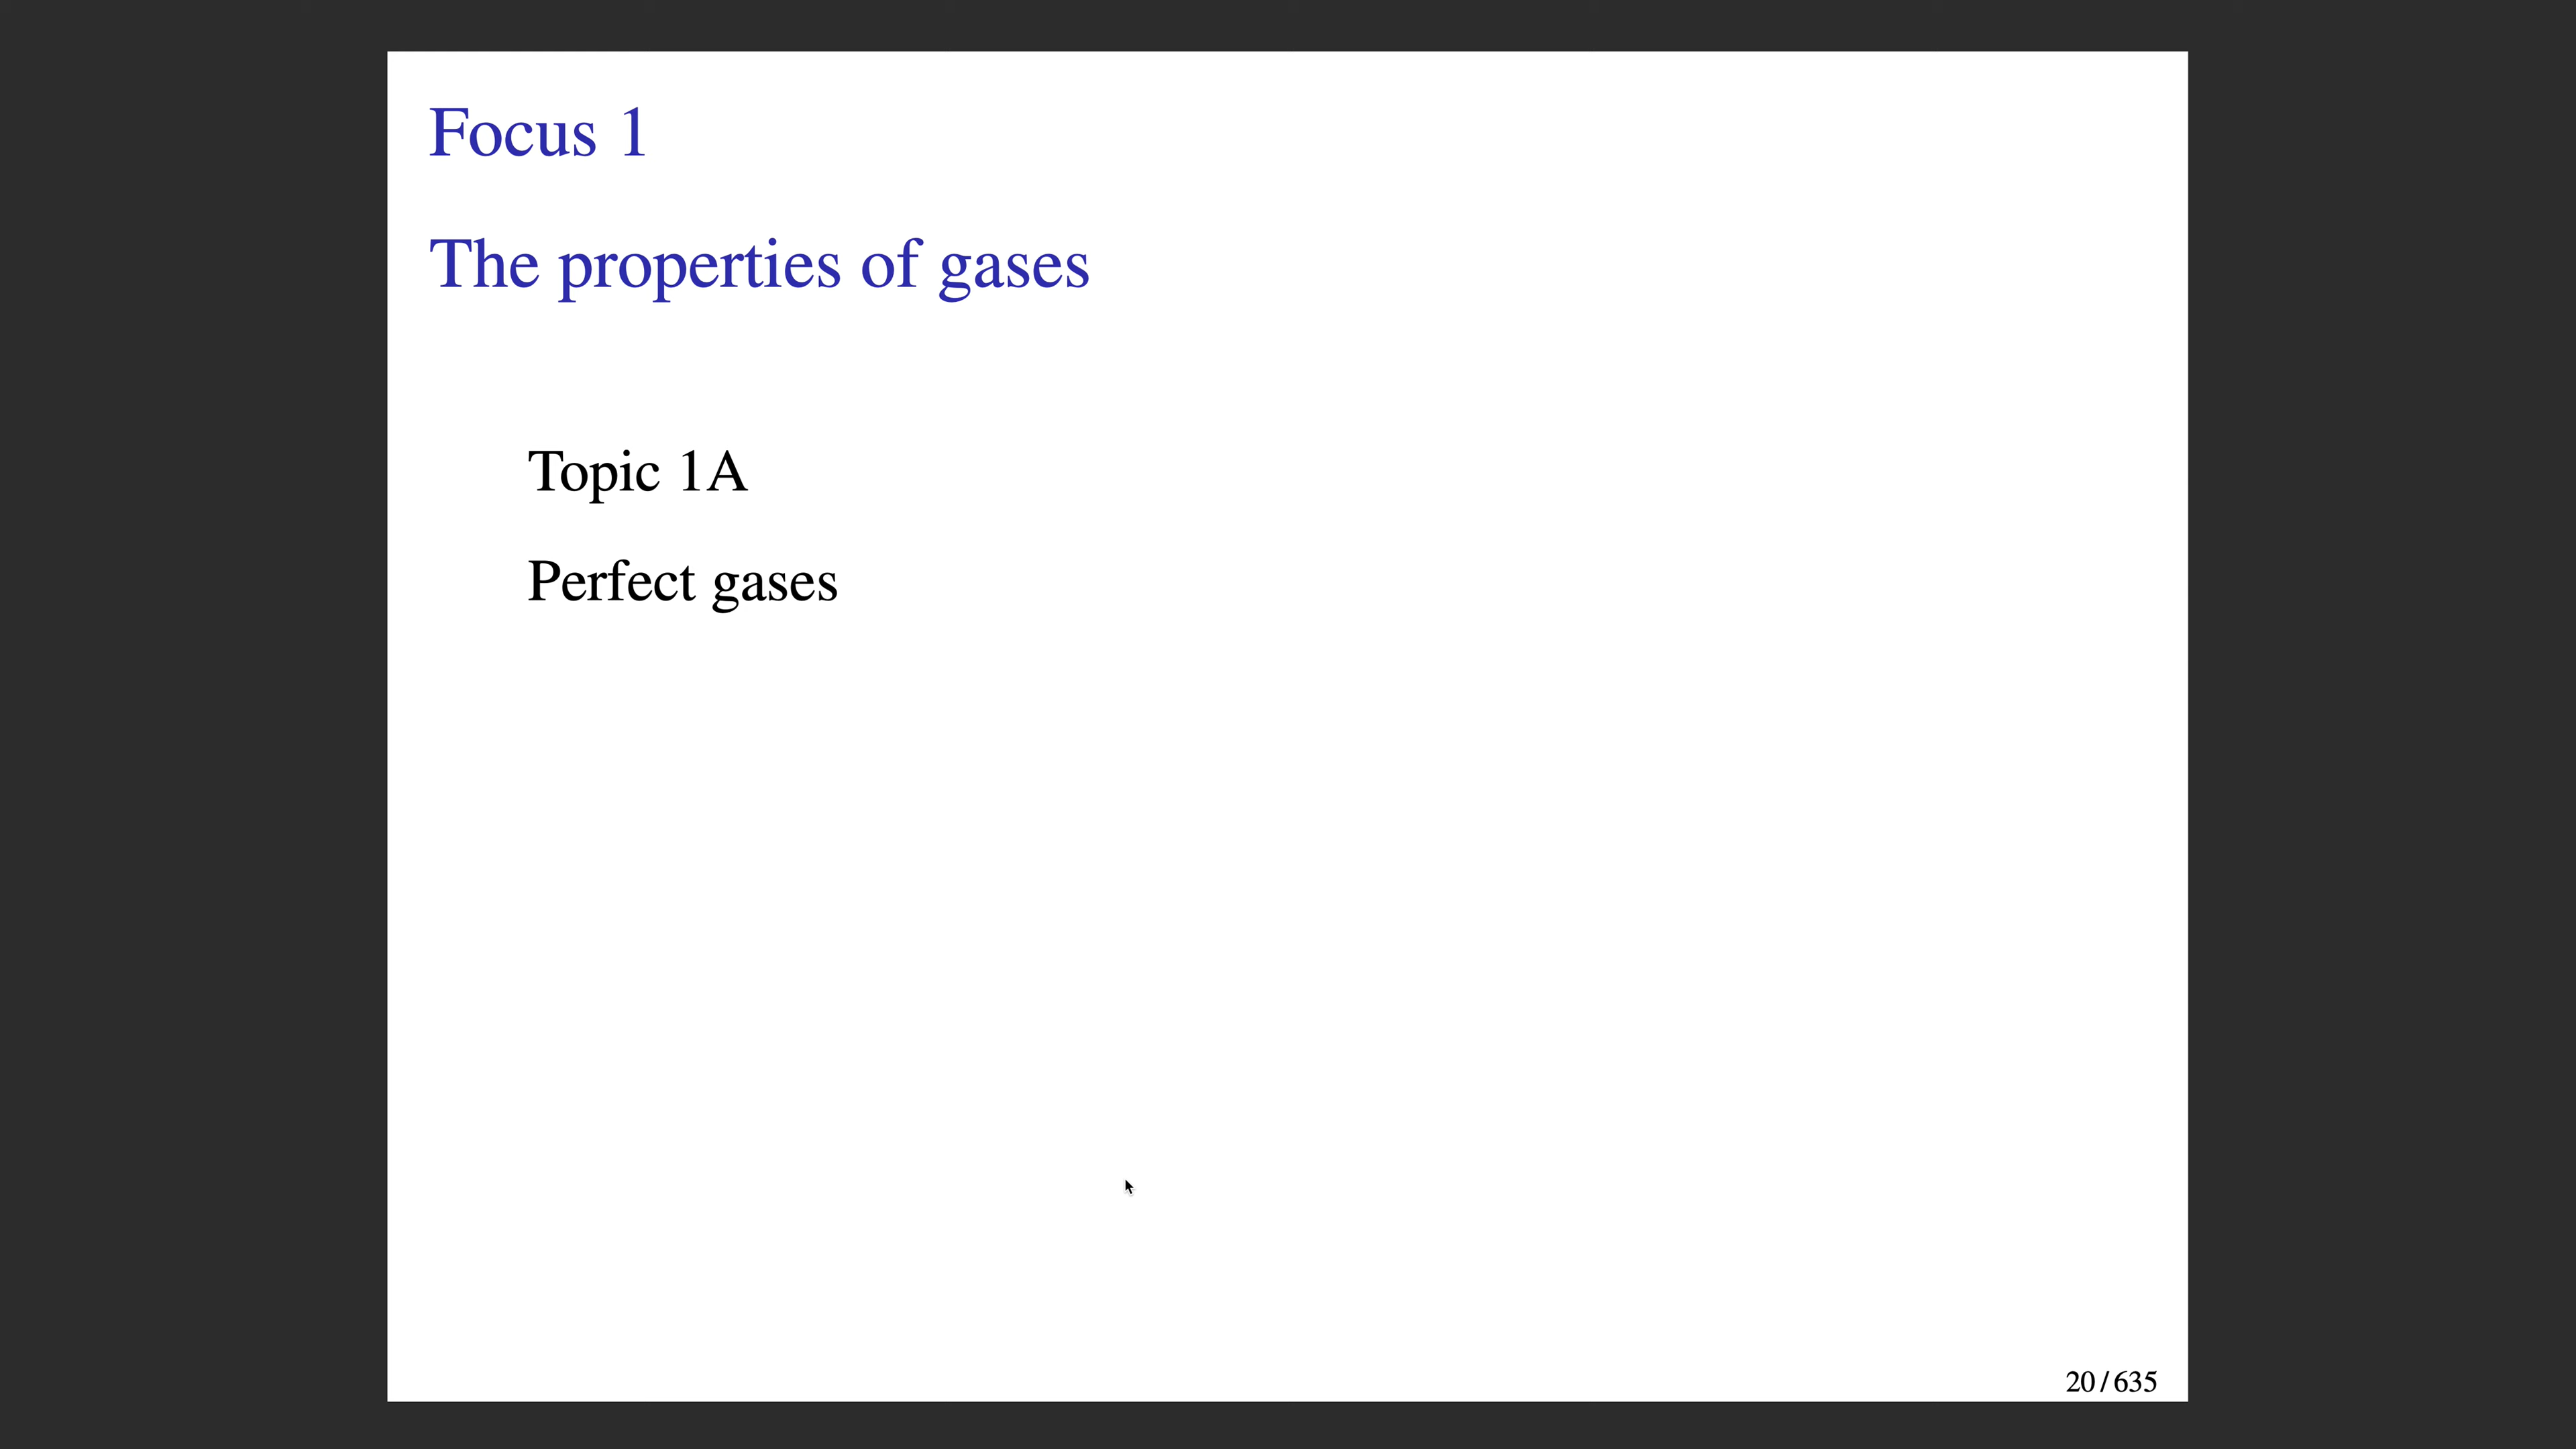 Focus 1
The properties of gases
Topic 1A
Perfect gases
20/635